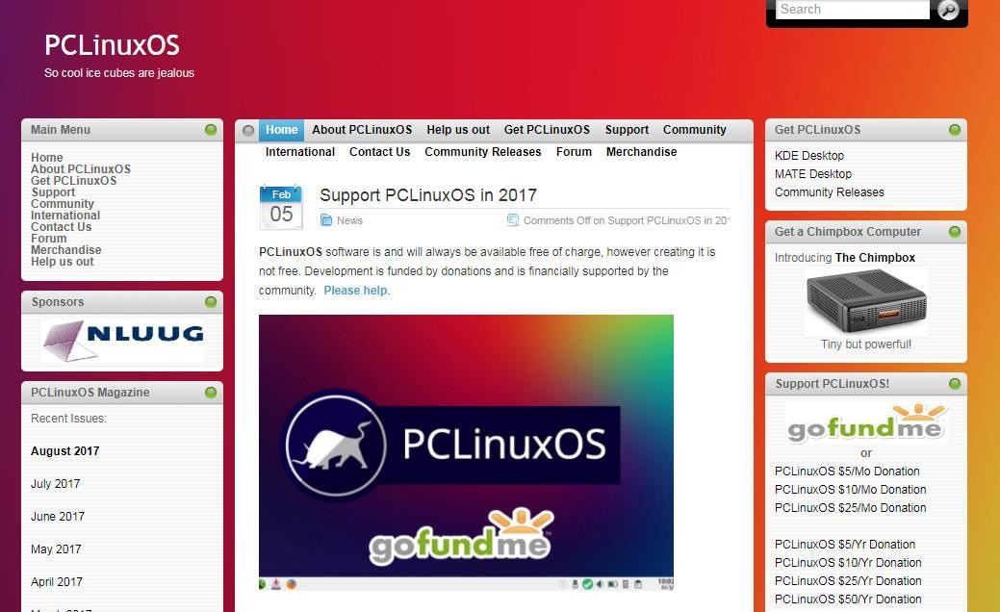 Search
PCLinuxOS
So cool ice cubes are jealous
Main Menu
Home
About PCLinuxOS
Get PCLinuxOS
Support
Community
International
Contact Us
Forum
Merchandise
Help us out
Sponsors
NLUUG
PCLinuxOS Magazine
Recent Issues:
August 2017
July 2017
June 2017
May 2017
April 2017
March 2017
Home About PCLinuxOS Help us out Get PCLinuxOS Support Community
International Contact Us Community Releases Forum Merchandise
Feb
05
Support PCLinuxOS in 2017
News
Comments Off on Support PCLinuxOS in 201
PCLinuxOS software is and will always be available free of charge, however creating it is
not free. Development is funded by donations and is financially supported by the
community. Please help.
PCLinuxOS
gofundme
10:02
Get PCLinuxOS
KDE Desktop
MATE Desktop
Community Releases
Get a Chimpbox Computer
Introducing The Chimpbox
Tiny but powerful!
Support PCLinuxOS!
gofundme
or
PCLinuxOS $5/Mo Donation
PCLinuxOS $10/Mo Donation
PCLinuxOS $25/Mo Donation
PCLinuxOS $5/Yr Donation
PCLinuxOS $10/Yr Donation
PCLinuxOS $25/Yr Donation
PCLinuxOS $50/Yr Donation